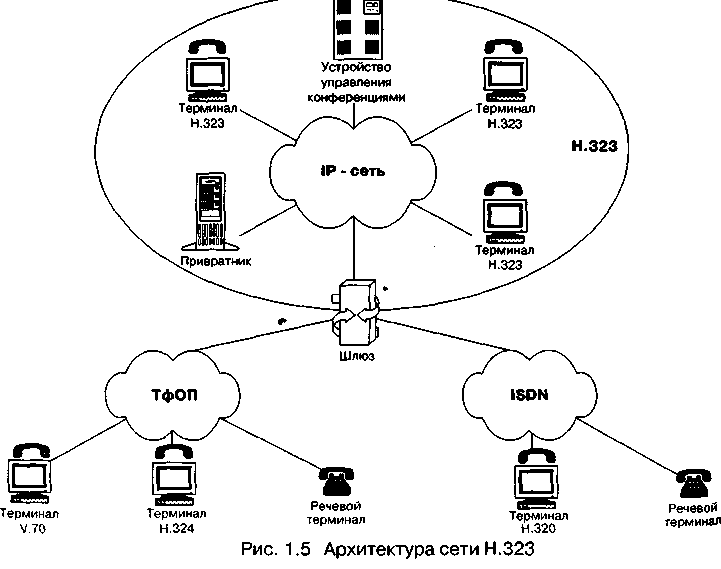 Устройство
управления
конференциями
Терминал
Н.323
Терминал
Н.323
Н.323
IP - сеть
Привратник
Терминал
Н.323
Шлюз
ТфОП
ISDN
Терминал
V.70
Терминал
Н.324
Речевой
терминал
Терминал
Н.320
Речевой
терминал
Рис. 1.5 Архитектура сети Н.323